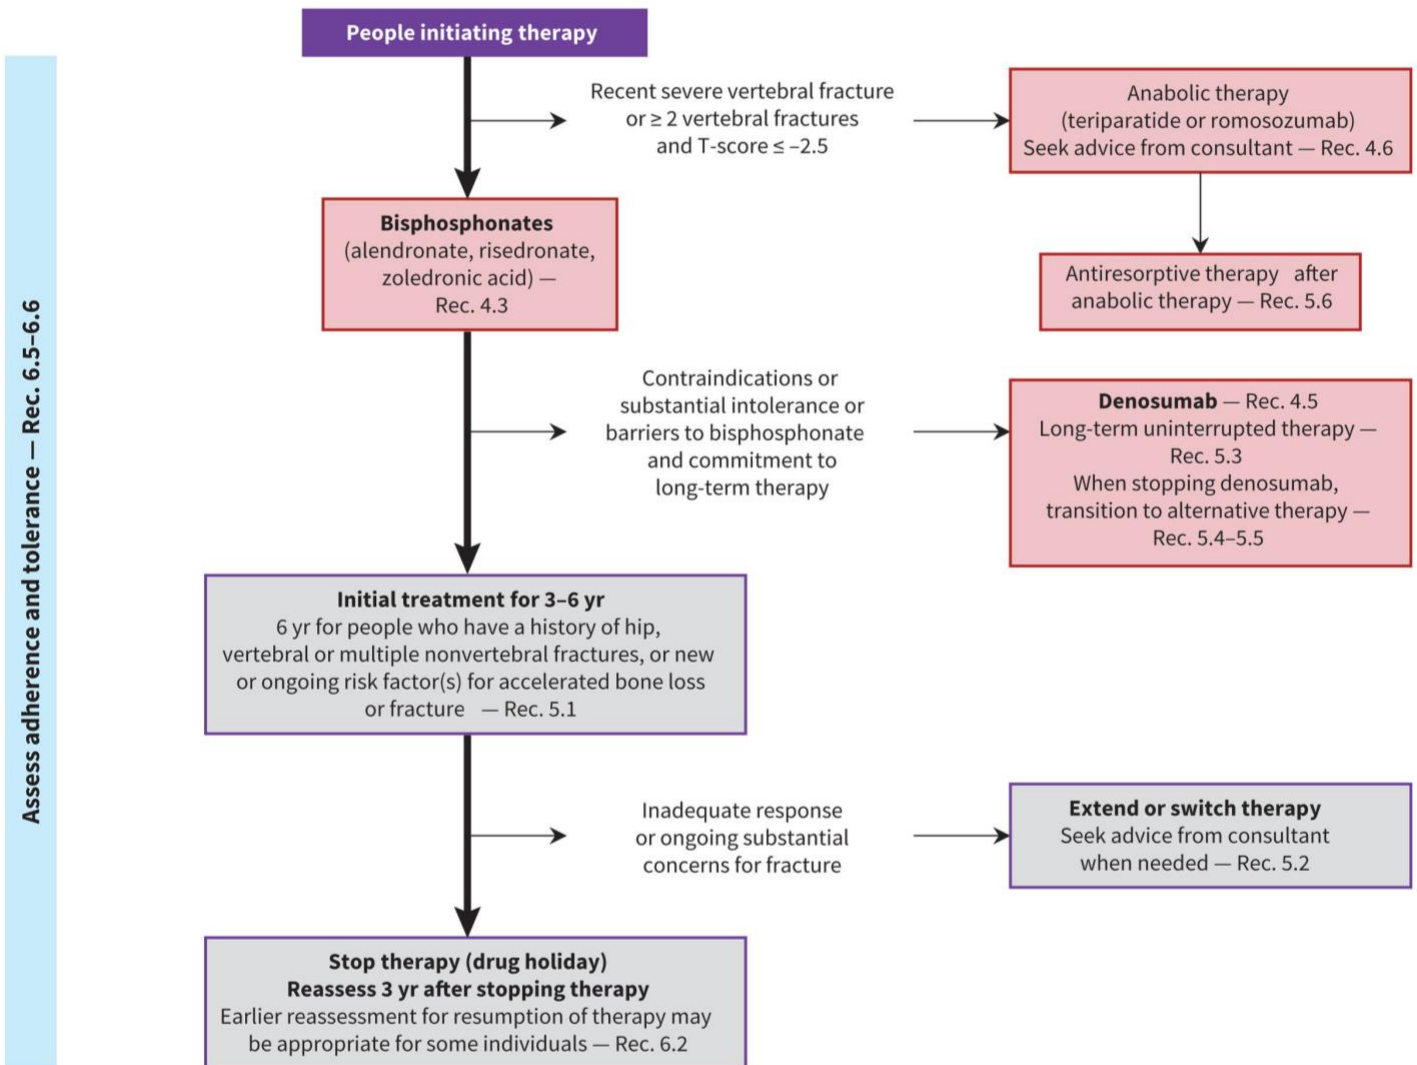 People initiating therapy
Recent severe vertebral fracture
or ≥ 2 vertebral fractures
and T-score ≤ –2.5
Anabolic therapy
(teriparatide or romosozumab)
Seek advice from consultant — Rec. 4.6
Antiresorptive therapy after
anabolic therapy — Rec. 5.6
Bisphosphonates
(alendronate, risedronate,
zoledronic acid) —
Rec. 4.3
Contraindications or
substantial intolerance or
barriers to bisphosphonate
and commitment to
long-term therapy
Denosumab — Rec. 4.5
Long-term uninterrupted therapy —
Rec. 5.3
When stopping denosumab,
transition to alternative therapy —
Rec. 5.4–5.5
Initial treatment for 3–6 yr
6 yr for people who have a history of hip,
vertebral or multiple nonvertebral fractures, or new
or ongoing risk factor(s) for accelerated bone loss
or fracture — Rec. 5.1
Inadequate response
or ongoing substantial
concerns for fracture
Extend or switch therapy
Seek advice from consultant
when needed — Rec. 5.2
Stop therapy (drug holiday)
Reassess 3 yr after stopping therapy
Earlier reassessment for resumption of therapy may
be appropriate for some individuals — Rec. 6.2
Assess adherence and tolerance — Rec. 6.5–6.6